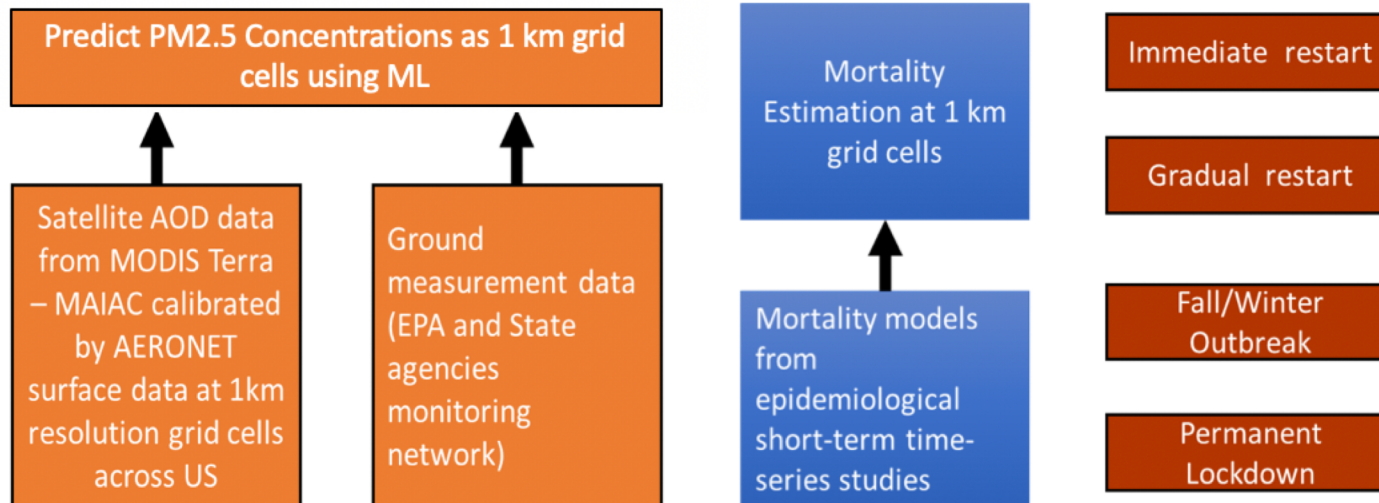 Predict PM2.5 Concentrations as 1 km grid
cells using ML
Satellite AOD data
from MODIS Terra
– MAIAC calibrated
by AERONET
surface data at 1km
resolution grid cells
across US
Ground
measurement data
(EPA and State
agencies
monitoring
network)
Mortality
Estimation at 1 km
grid cells
Mortality models
from
epidemiological
short-term time-
series studies
Immediate restart
Gradual restart
Fall/Winter
Outbreak
Permanent
Lockdown